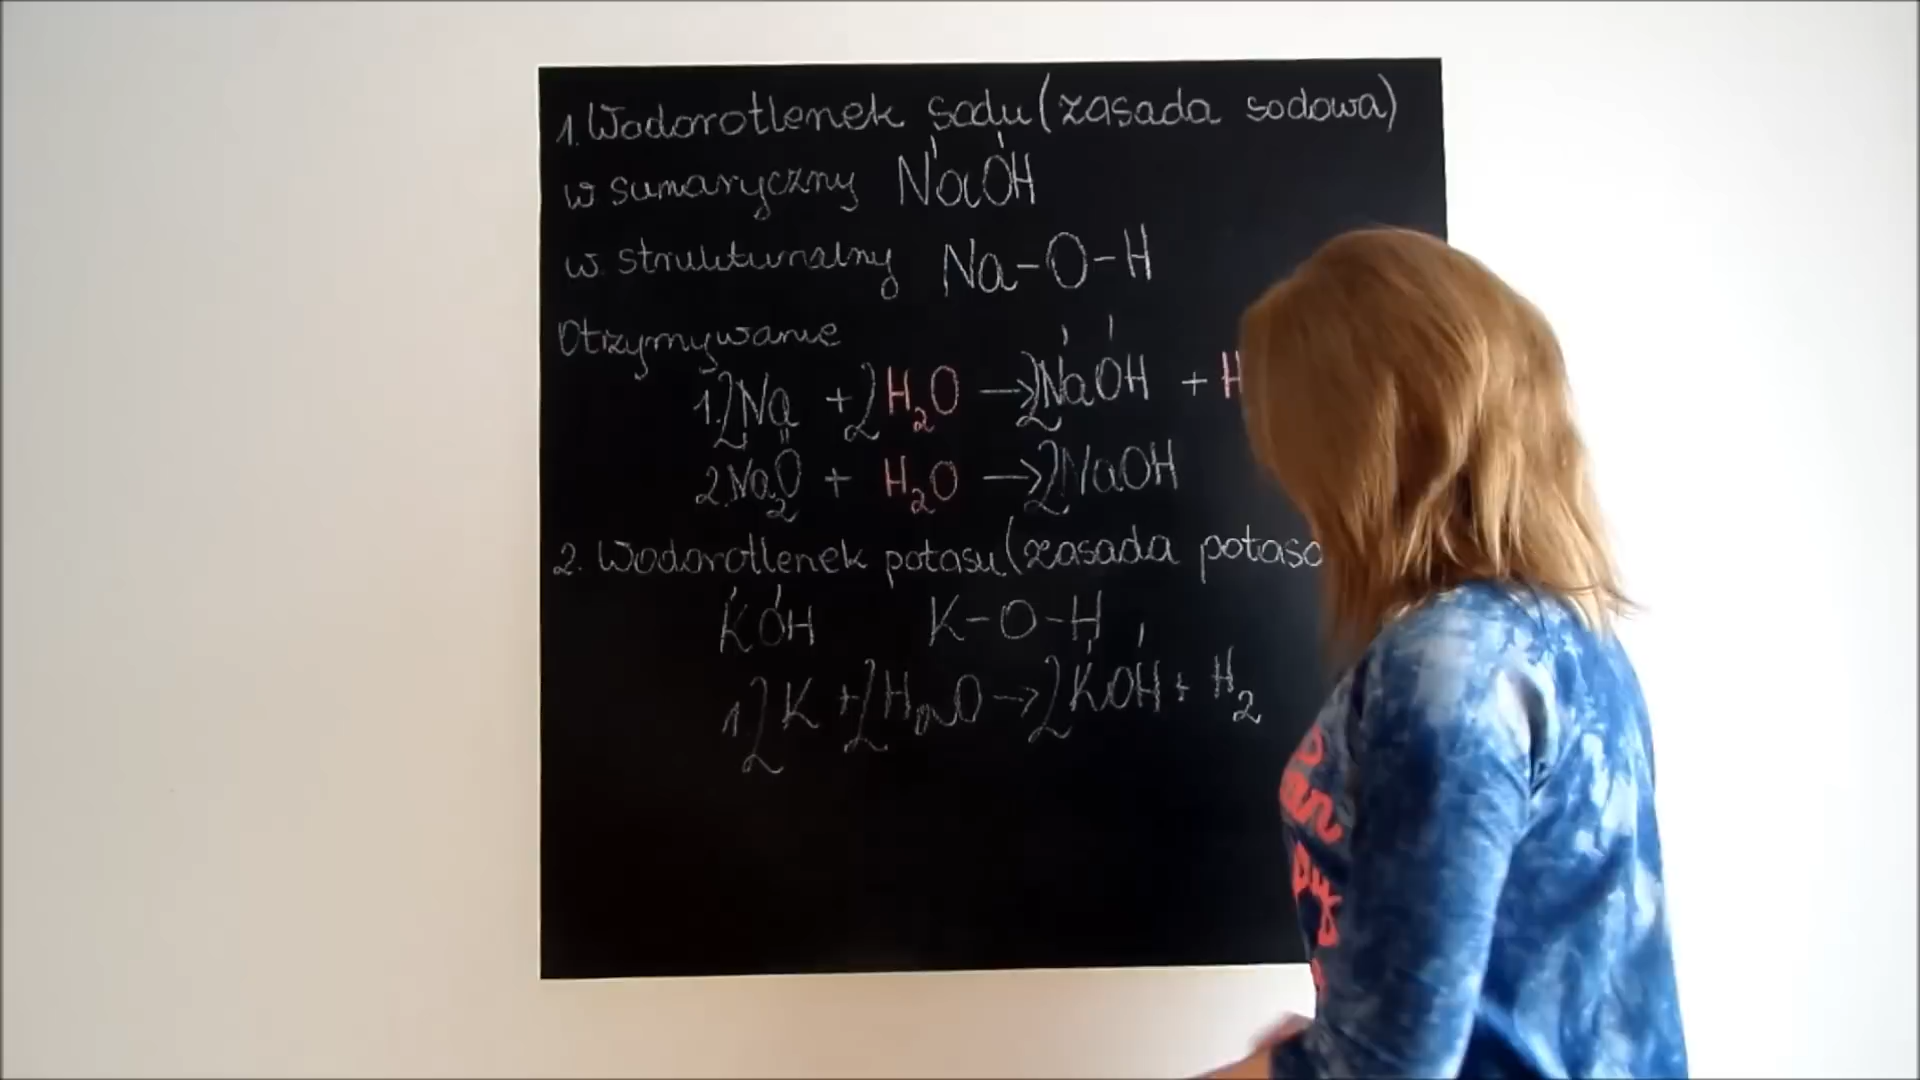 1. Wodorotlenek sodu (zasada sodowa)
w sumaryczny NaOH
w. strukturalny Na-O-H
Otrzymywanie
1. 2Na + 2H₂O → 2NaOH + H
2. Na₂O + H₂O → 2NaOH
2. Wodorotlenek potasu (zasada potaso
KOH K-O-H
1. 2K + 2H₂O → 2KOH + H₂